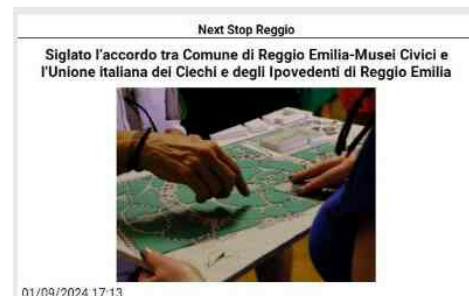 Next Stop Reggio
Siglato l'accordo tra Comune di Reggio Emilia-Musei Civici e
l'Unione italiana dei Ciechi e degli Ipovedenti di Reggio Emilia
01/09/2024 17:13